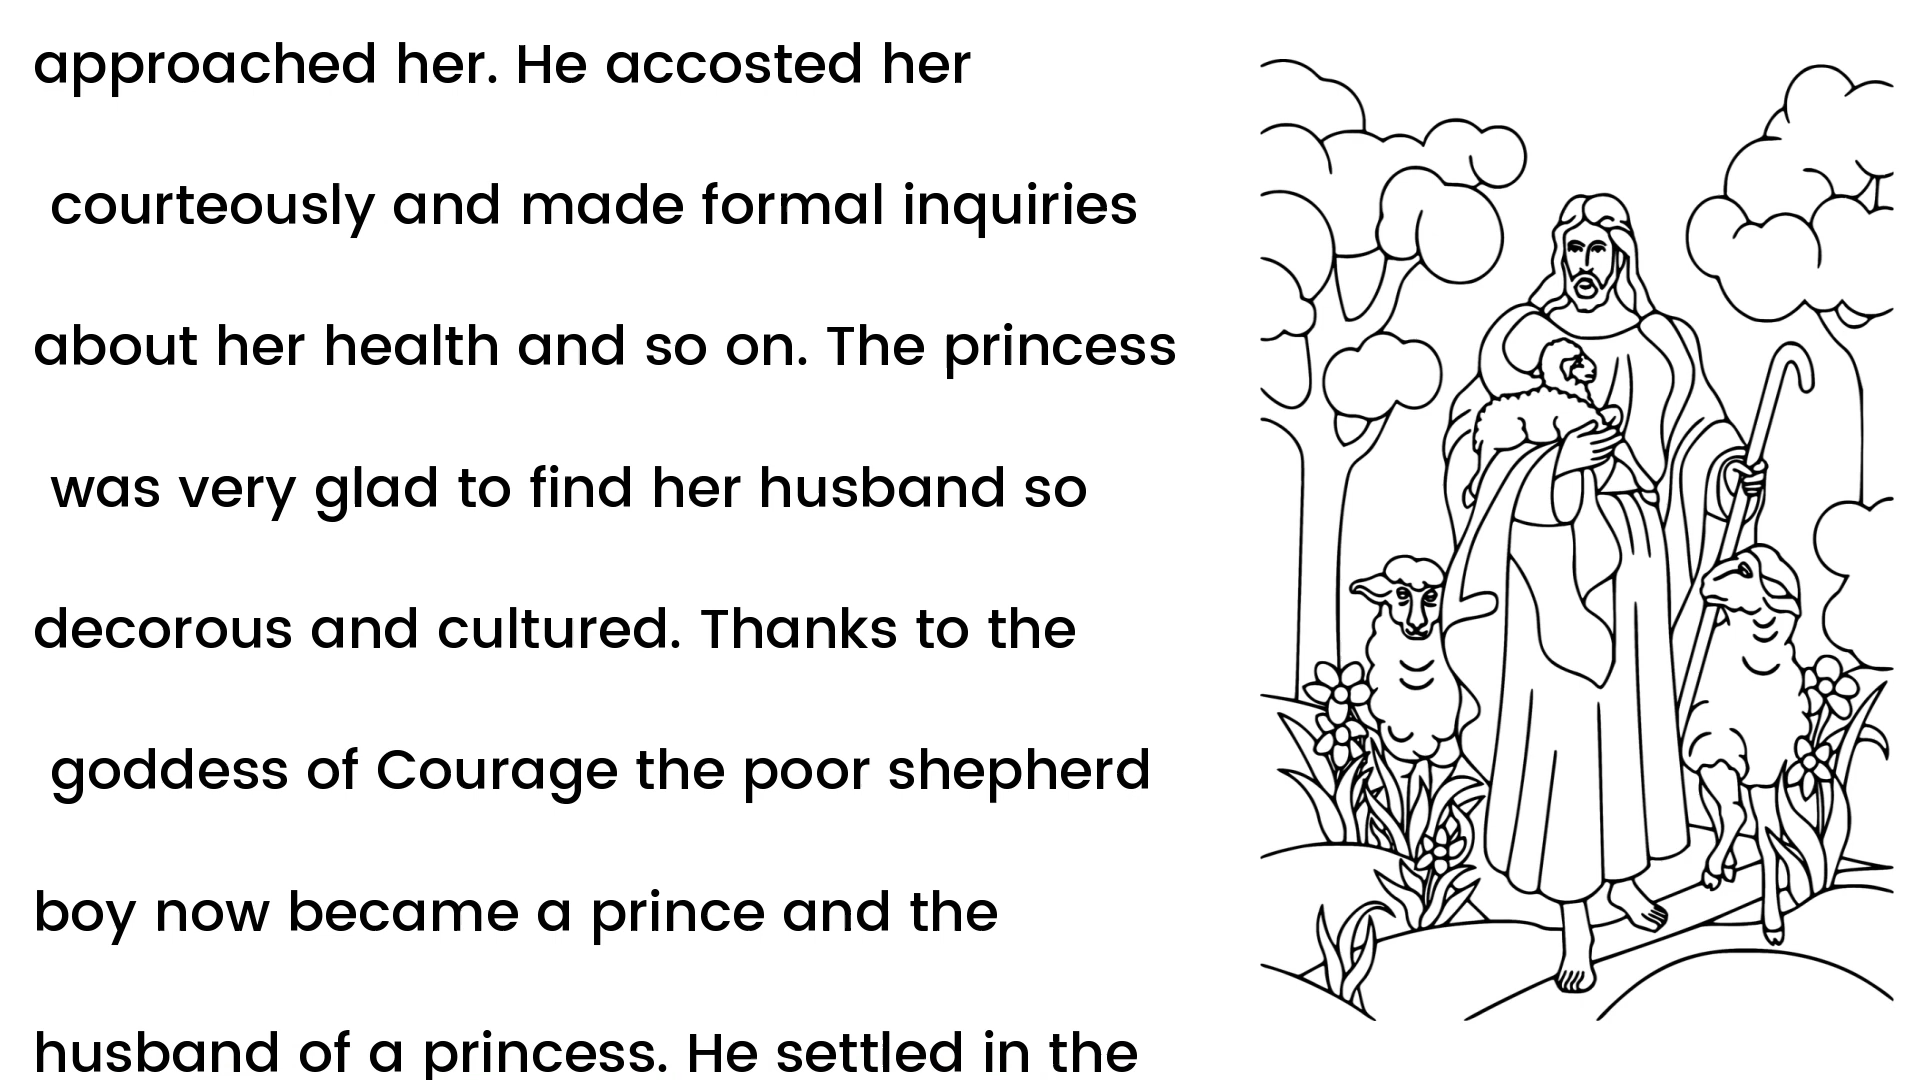 approached her. He accosted her
courteously and made formal inquiries
about her health and so on. The princess
was very glad to find her husband so
decorous and cultured. Thanks to the
goddess of Courage the poor shepherd
boy now became a prince and the
husband of a princess. He settled in the